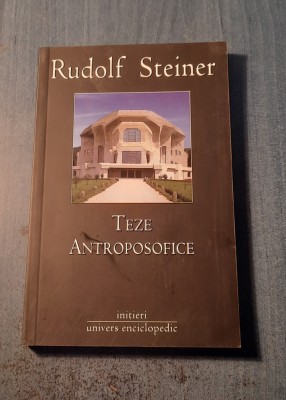 Rudolf Steiner
TEZE
ANTROPOSOFICE
inițieri
univers enciclopedic